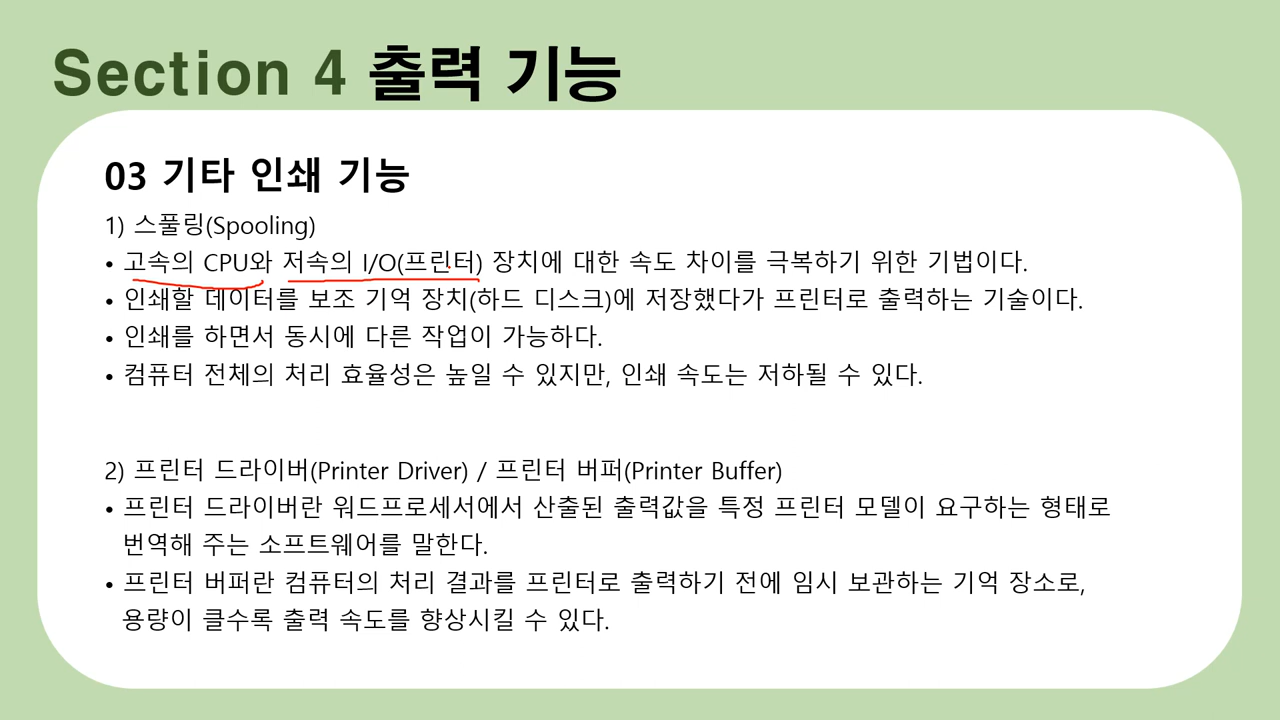 Section 4 출력 기능
03 기타 인쇄 기능
1) 스풀링(Spooling)
• 고속의 CPU와 저속의 I/O(프린터) 장치에 대한 속도 차이를 극복하기 위한 기법이다.
• 인쇄할 데이터를 보조 기억 장치(하드 디스크)에 저장했다가 프린터로 출력하는 기술이다.
• 인쇄를 하면서 동시에 다른 작업이 가능하다.
• 컴퓨터 전체의 처리 효율성은 높일 수 있지만, 인쇄 속도는 저하될 수 있다.
2) 프린터 드라이버(Printer Driver) / 프린터 버퍼(Printer Buffer)
• 프린터 드라이버란 워드프로세서에서 산출된 출력값을 특정 프린터 모델이 요구하는 형태로
번역해 주는 소프트웨어를 말한다.
• 프린터 버퍼란 컴퓨터의 처리 결과를 프린터로 출력하기 전에 임시 보관하는 기억 장소로,
용량이 클수록 출력 속도를 향상시킬 수 있다.